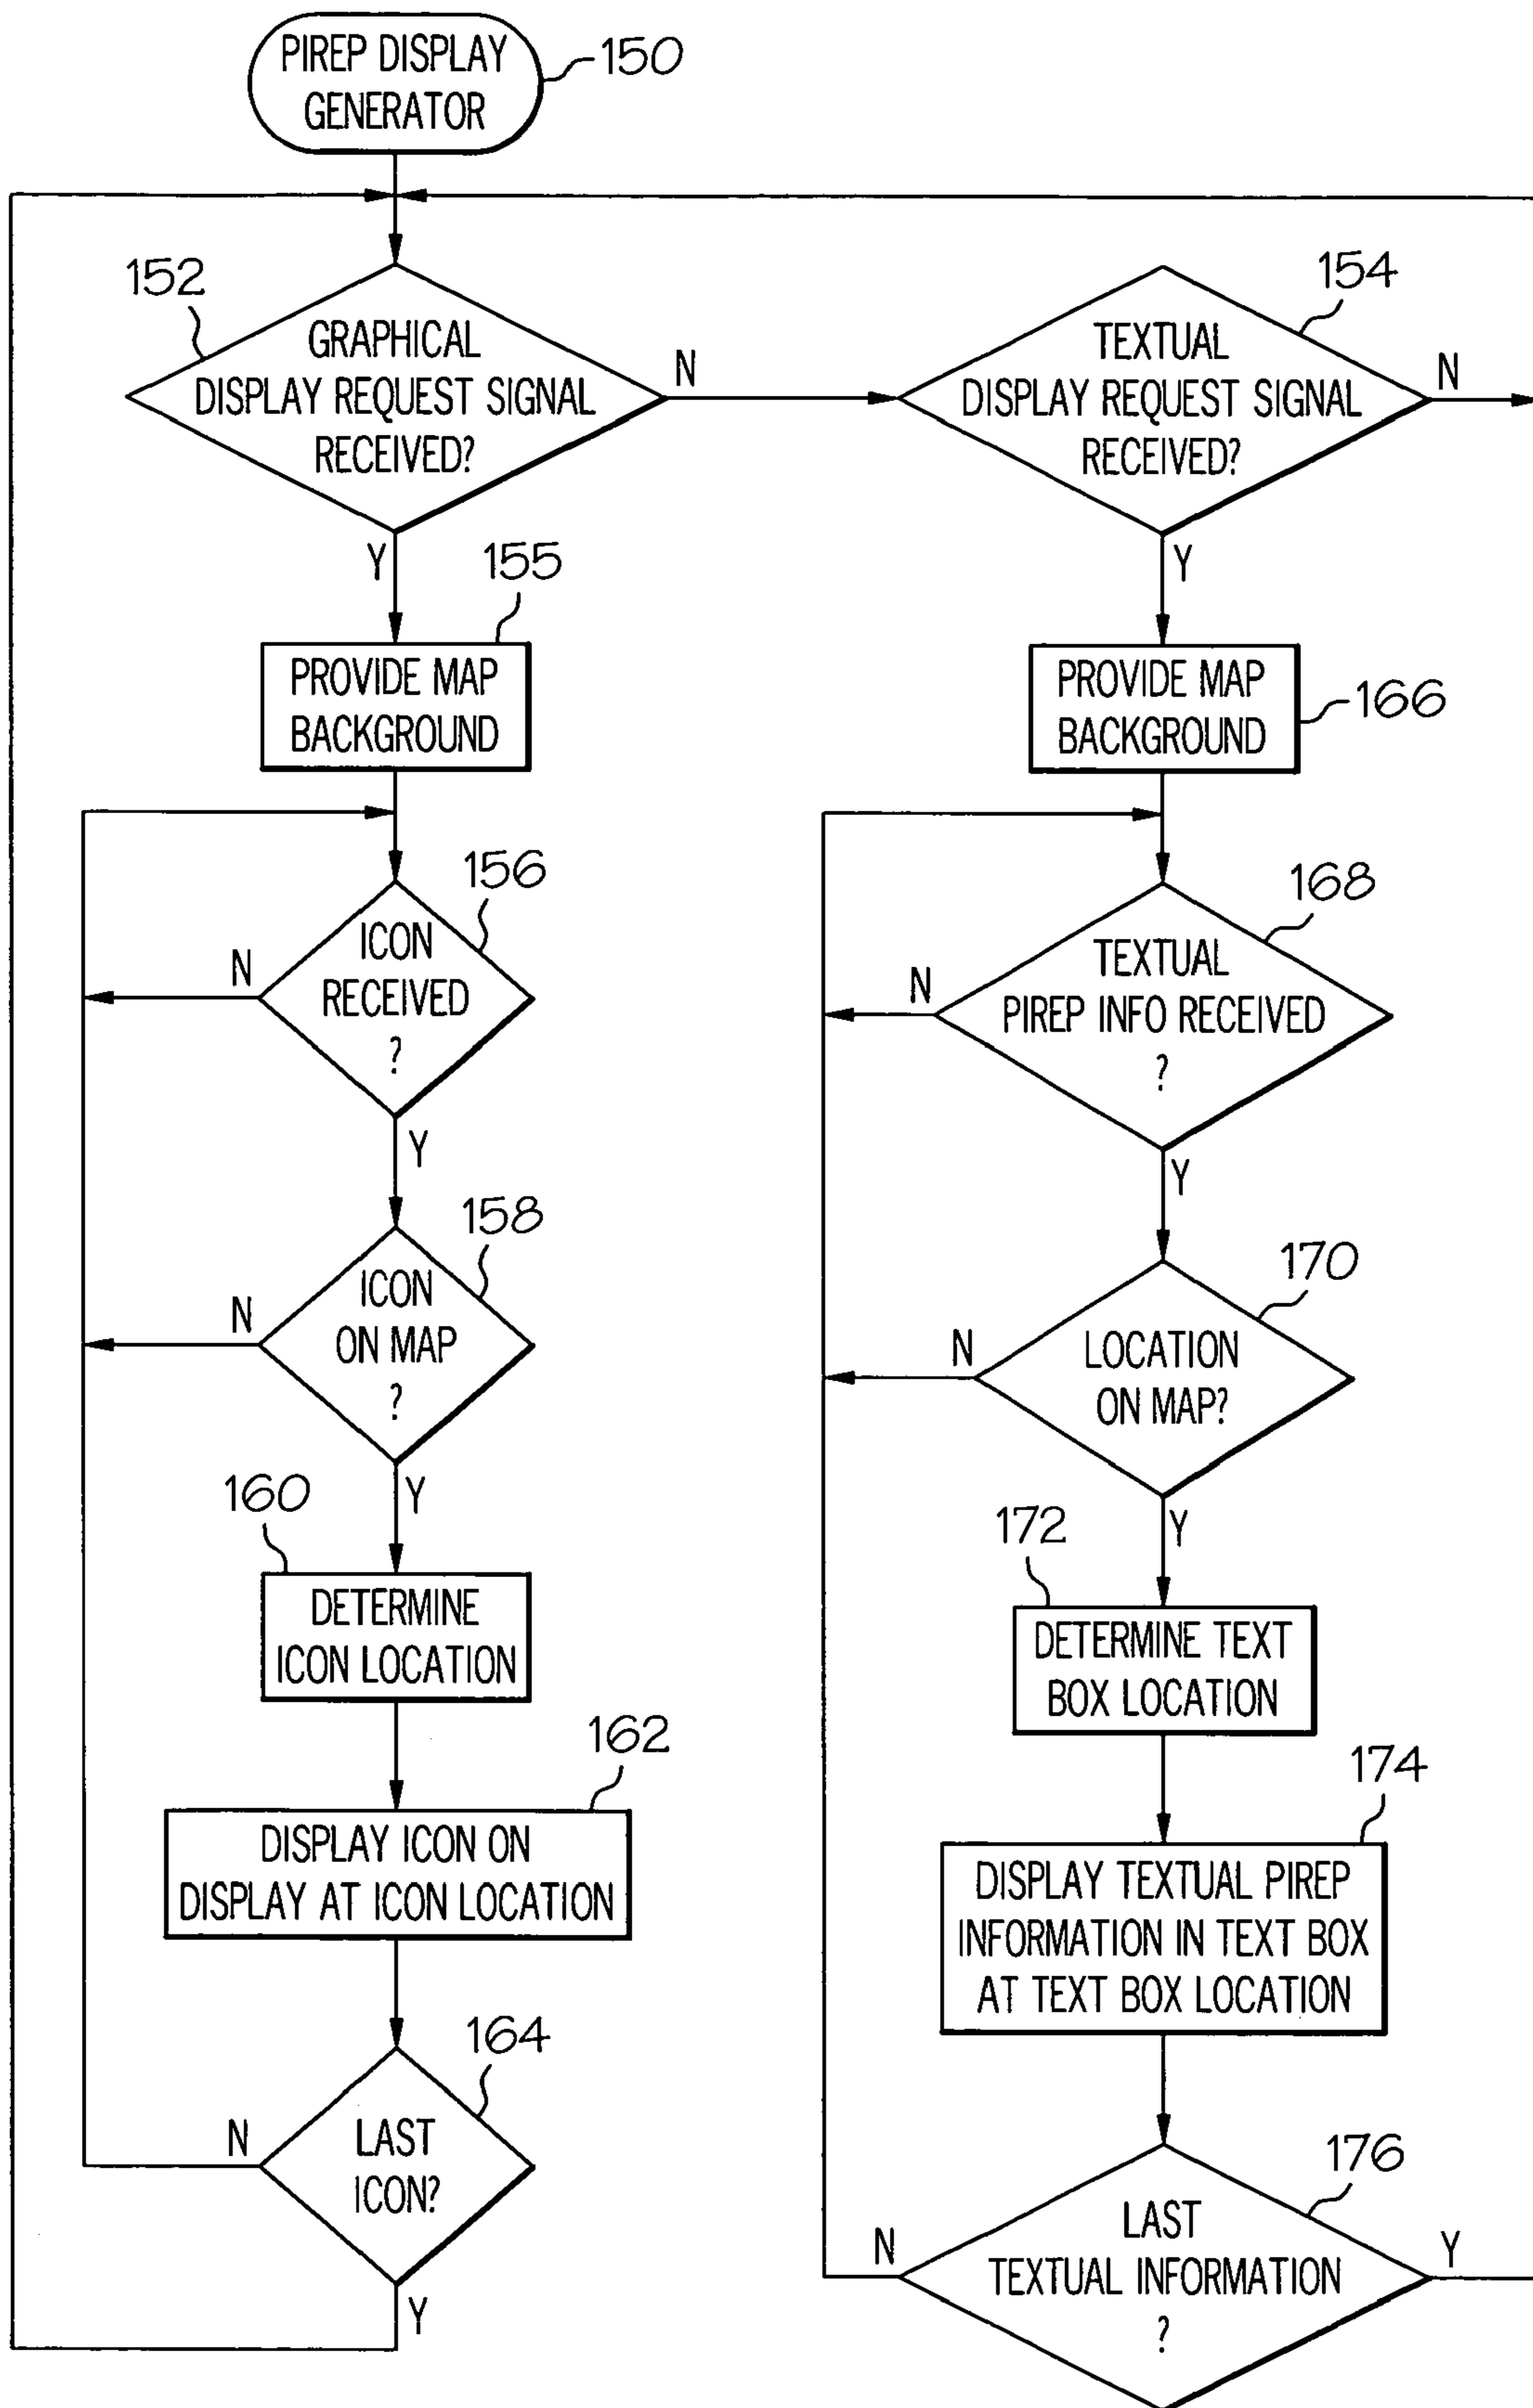 PIREP DISPLAY
GENERATOR
150
152
GRAPHICAL
DISPLAY REQUEST SIGNAL
RECEIVED?
N
Y
154
TEXTUAL
DISPLAY REQUEST SIGNAL
RECEIVED?
N
Y
155
PROVIDE MAP
BACKGROUND
156
ICON
RECEIVED
?
N
Y
158
ICON
ON MAP
?
N
Y
160
DETERMINE
ICON LOCATION
162
DISPLAY ICON ON
DISPLAY AT ICON LOCATION
164
LAST
ICON?
N
Y
PROVIDE MAP
BACKGROUND
166
168
TEXTUAL
PIREP INFO RECEIVED
?
N
Y
170
LOCATION
ON MAP?
N
Y
172
DETERMINE TEXT
BOX LOCATION
174
DISPLAY TEXTUAL PIREP
INFORMATION IN TEXT BOX
AT TEXT BOX LOCATION
176
LAST
TEXTUAL INFORMATION
?
N
Y